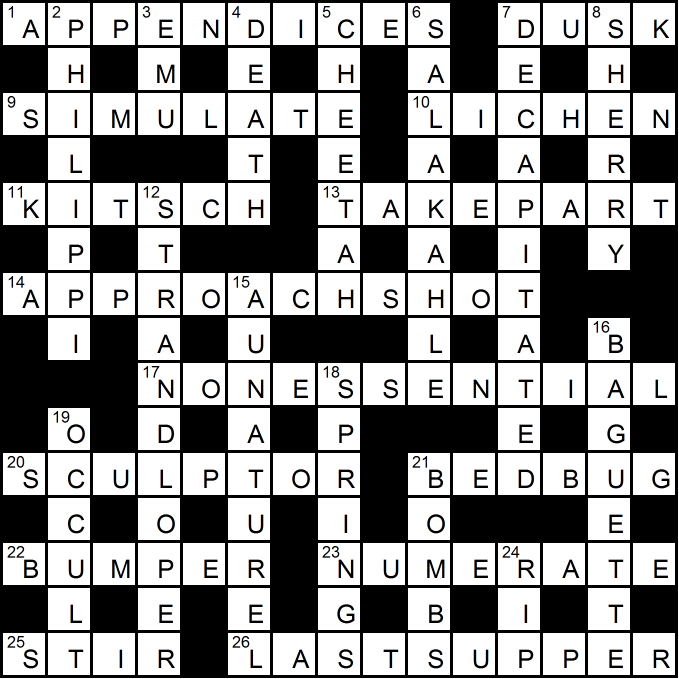 1 2 3 4 5 6 7 8
A P P E N D I C E S D U S K
H M E H A E H
9 10
S I M U L A T E L I C H E N
L T E A A R
11 12 13
K I T S C H T A K E P A R T
P T A A I Y
14 15
A P P R O A C H S H O T
16
I A U L A B
17 18
N O N E S S E N T I A L
19
O D A P E G
20 21
S C U L P T O R B E D B U G
C O U I O E
22 23 24
B U M P E R N U M E R A T E
L E E G B I T
25 26
S T I R L A S T S U P P E R